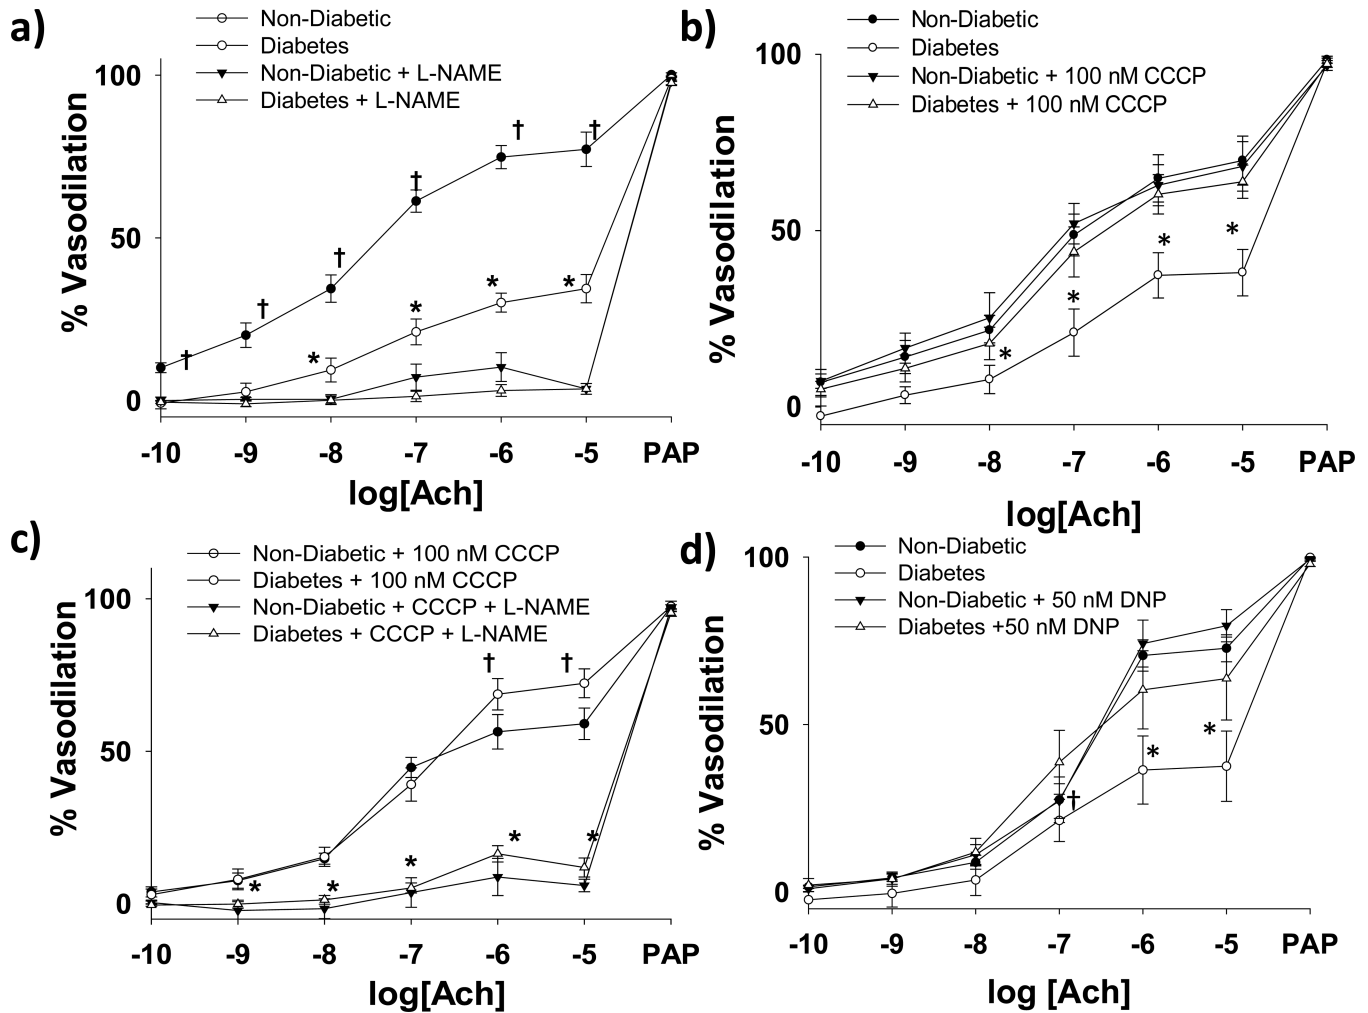 a)
Non-Diabetic
Diabetes
Non-Diabetic + L-NAME
Diabetes + L-NAME
% Vasodilation
100
50
0
† † † † † †
* * * *
-10 -9 -8 -7 -6 -5 PAP
log[Ach]
b)
Non-Diabetic
Diabetes
Non-Diabetic + 100 nM CCCP
Diabetes + 100 nM CCCP
% Vasodilation
100
50
0
* * * *
-10 -9 -8 -7 -6 -5 PAP
log[Ach]
c)
Non-Diabetic + 100 nM CCCP
Diabetes + 100 nM CCCP
Non-Diabetic + CCCP + L-NAME
Diabetes + CCCP + L-NAME
% Vasodilation
100
50
0
† †
* * * * *
-10 -9 -8 -7 -6 -5 PAP
log[Ach]
d)
Non-Diabetic
Diabetes
Non-Diabetic + 50 nM DNP
Diabetes +50 nM DNP
% Vasodilation
100
50
0
† * *
-10 -9 -8 -7 -6 -5 PAP
log [Ach]